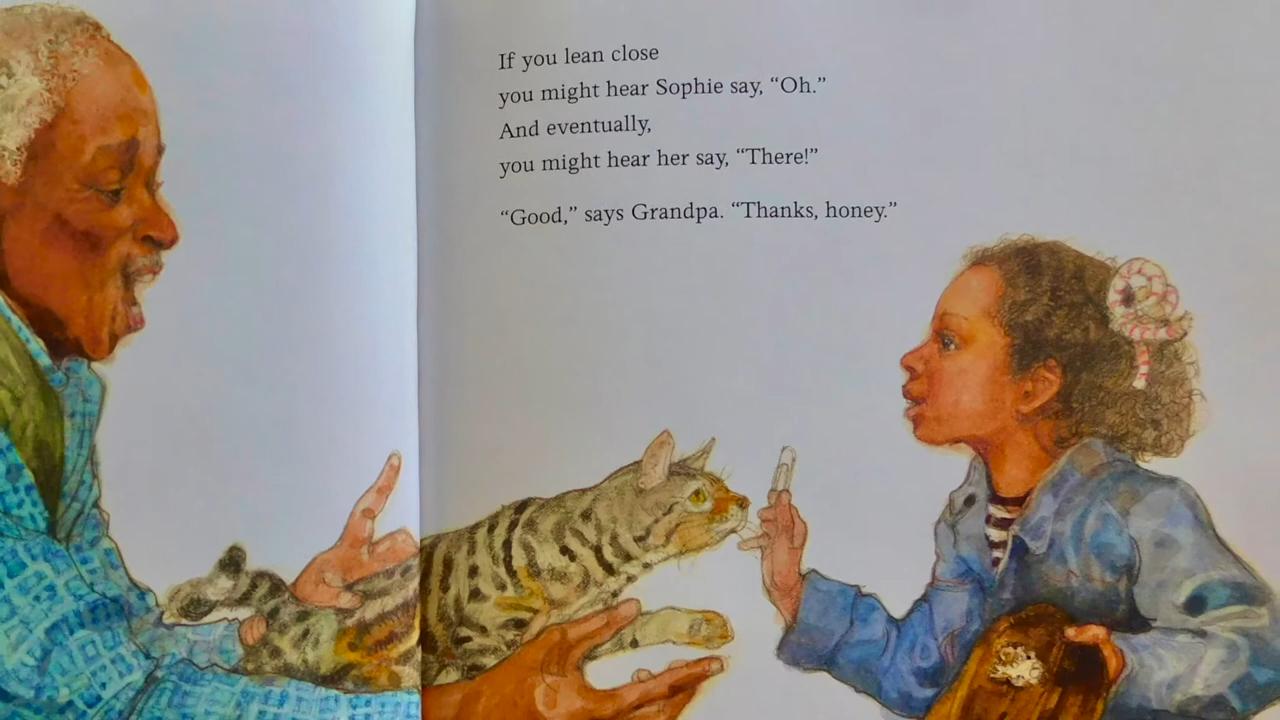 If you lean close
you might hear Sophie say, “Oh.”
And eventually,
you might hear her say, “There!”
“Good,” says Grandpa. “Thanks, honey.”